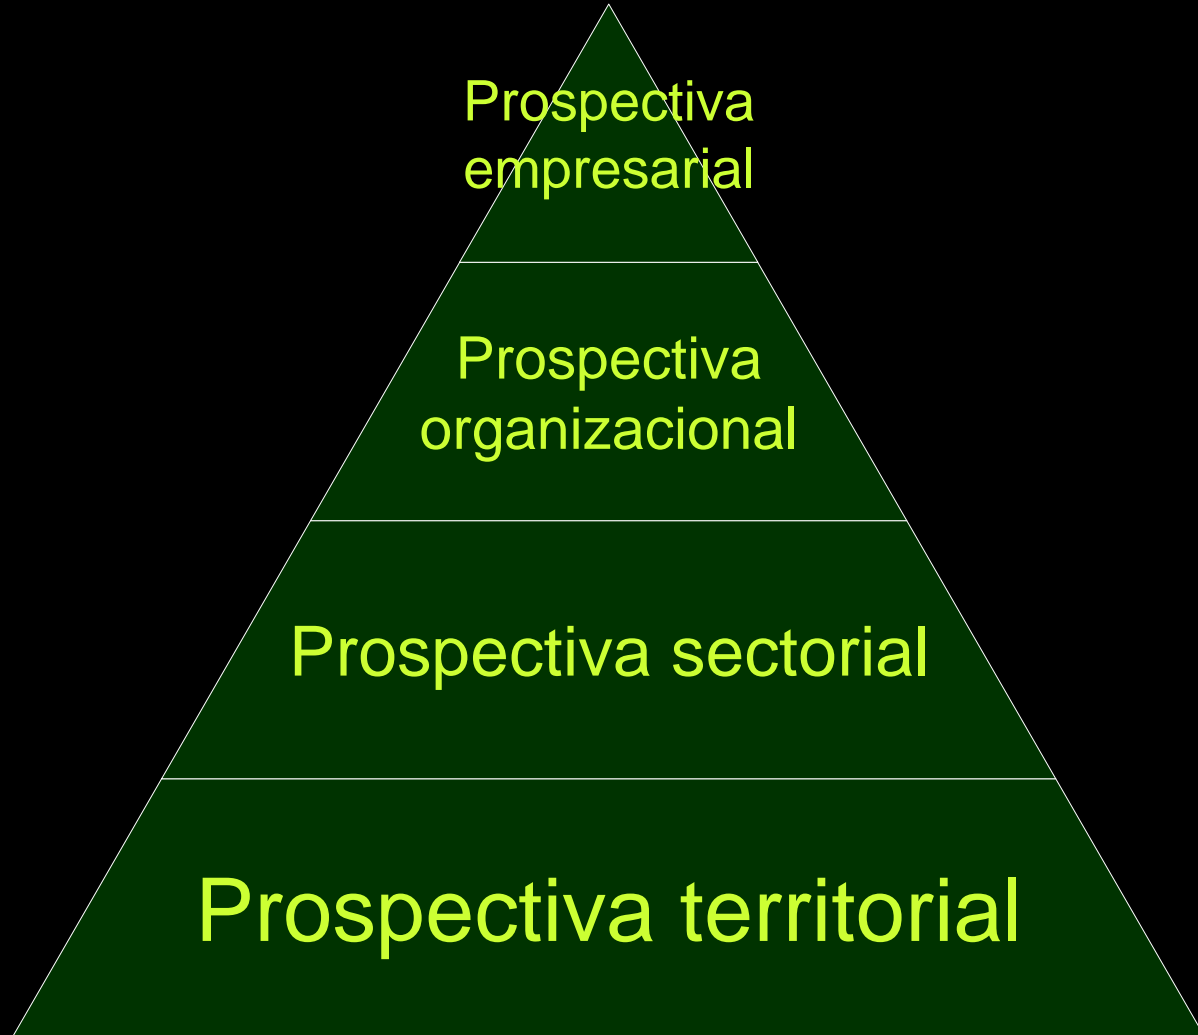 Prospectiva
empresarial
Prospectiva
organizacional
Prospectiva sectorial
Prospectiva territorial